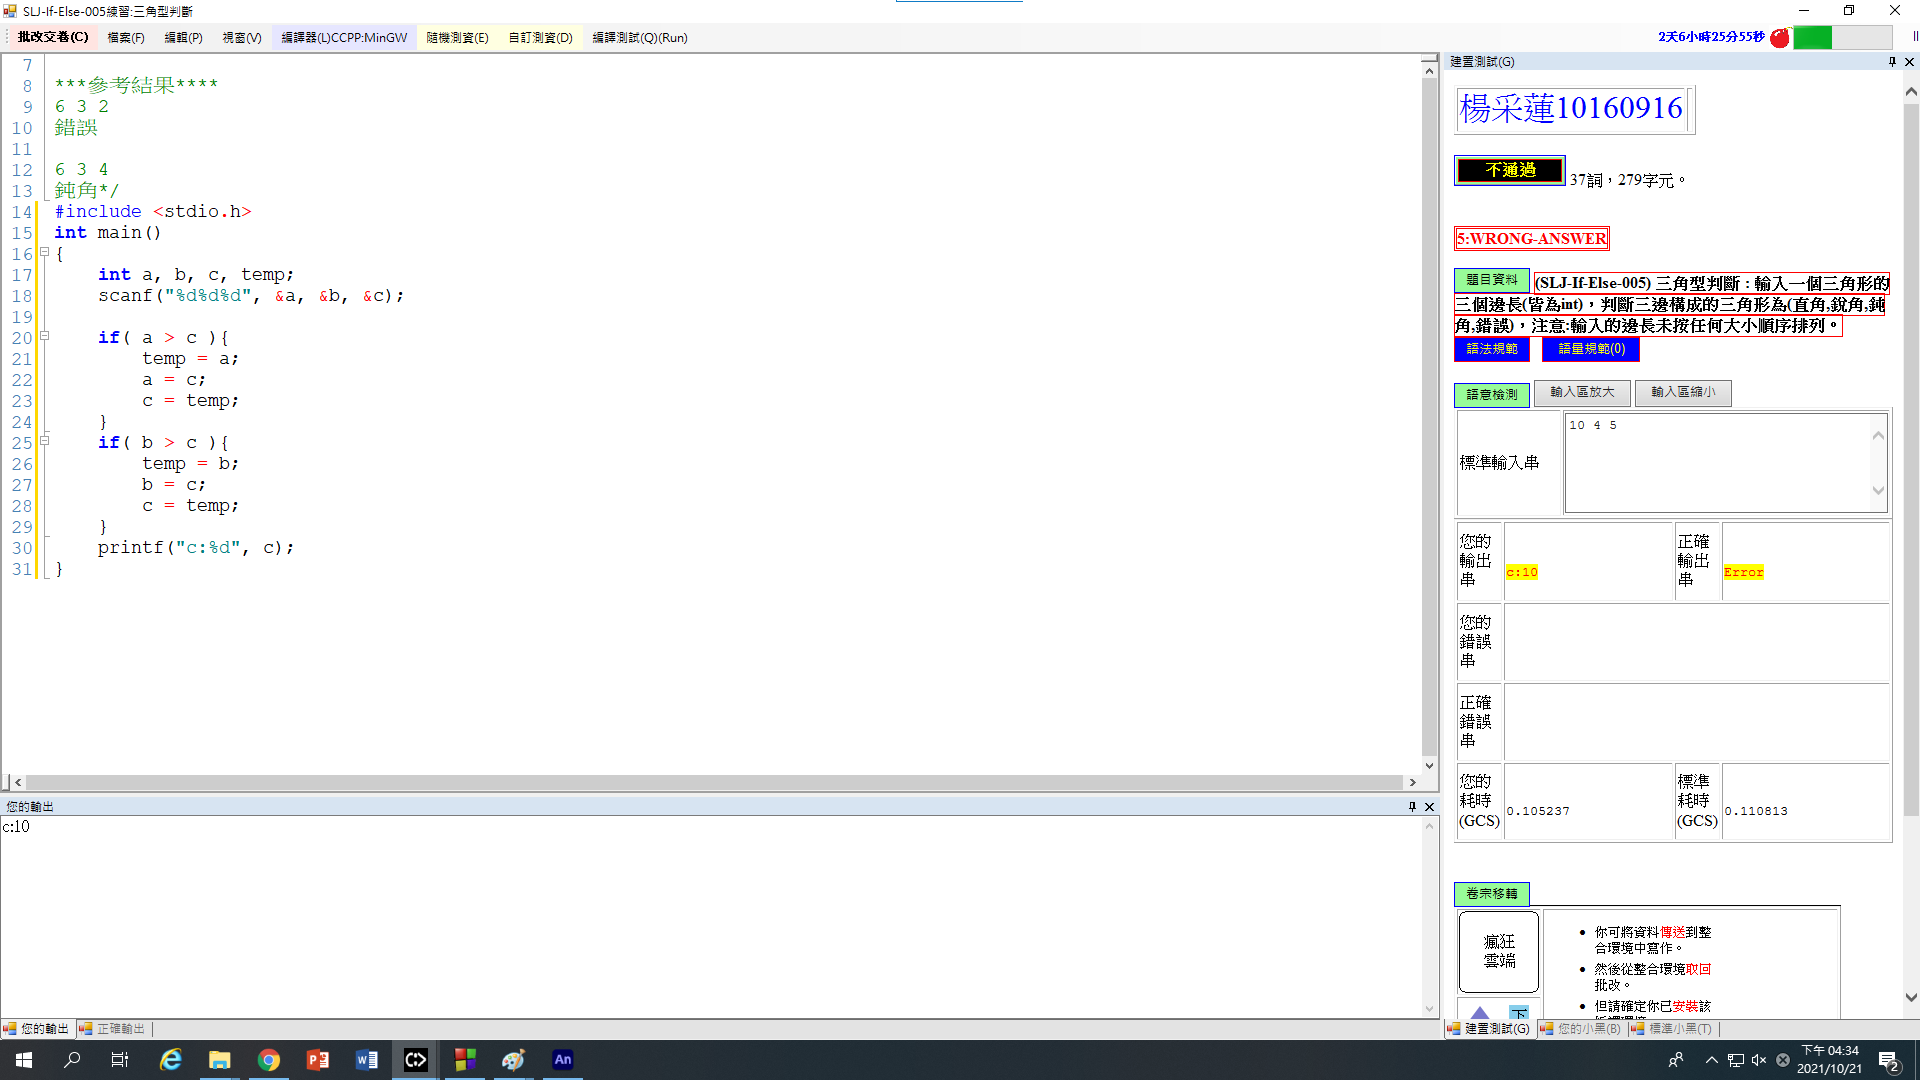 SLJ-If-Else-005練習:三角型判斷
批改交卷(C) 檔案(F) 編輯(P) 視窗(V) 編譯器(L)CCPP:MinGW 隨機測資(E) 自訂測資(D) 編譯測試(Q)(Run) 2天6小時25分55秒
7
8 ***參考結果****
9 6 3 2
10 錯誤
11
12 6 3 4
13 鈍角*/
14 #include <stdio.h>
15 int main()
16 {
17 int a, b, c, temp;
18 scanf("%d%d%d", &a, &b, &c);
19
20 if( a > c ){
21 temp = a;
22 a = c;
23 c = temp;
24 }
25 if( b > c ){
26 temp = b;
27 b = c;
28 c = temp;
29 }
30 printf("c:%d", c);
31 }
您的輸出
c:10
您的輸出 正確輸出
建置測試(G)
楊采蓮10160916
不通過 37詞，279字元。
5:WRONG-ANSWER
題目資料 (SLJ-If-Else-005) 三角型判斷 : 輸入一個三角形的
三個邊長(皆為int)，判斷三邊構成的三角形為(直角,銳角,鈍
角,錯誤)，注意:輸入的邊長未按任何大小順序排列。
語法規範 語量規範(0)
語意檢測 輸入區放大 輸入區縮小
標準輸入串 10 4 5
您的
輸出
串
c:10
正確
輸出
串
Error
您的
錯誤
串
正確
錯誤
串
您的
耗時
(GCS)
0.105237
標準
耗時
(GCS)
0.110813
卷宗移轉
瘋狂
雲端
下
• 你可將資料傳送到整
合環境中寫作。
• 然後從整合環境取回
批改。
• 但請確定你已安裝該
建置測試(G) 您的小黑(B) 標準小黑(T)
An
下午 04:34
2021/10/21
2